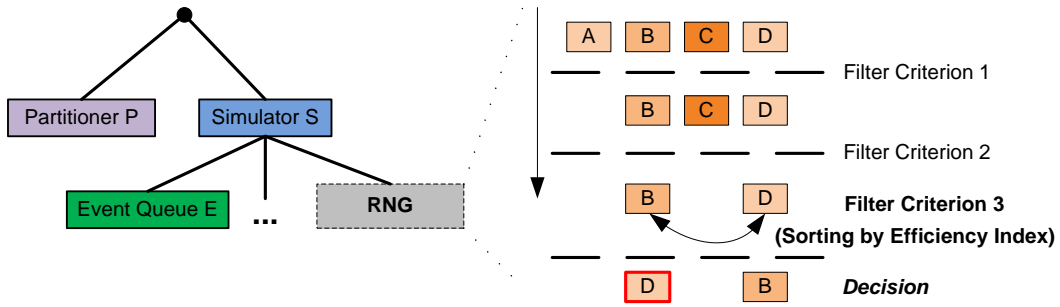 A B C D
Filter Criterion 1
Partitioner P
Simulator S
B C D
Filter Criterion 2
Event Queue E
...
RNG
B D
Filter Criterion 3
(Sorting by Efficiency Index)
D B
Decision